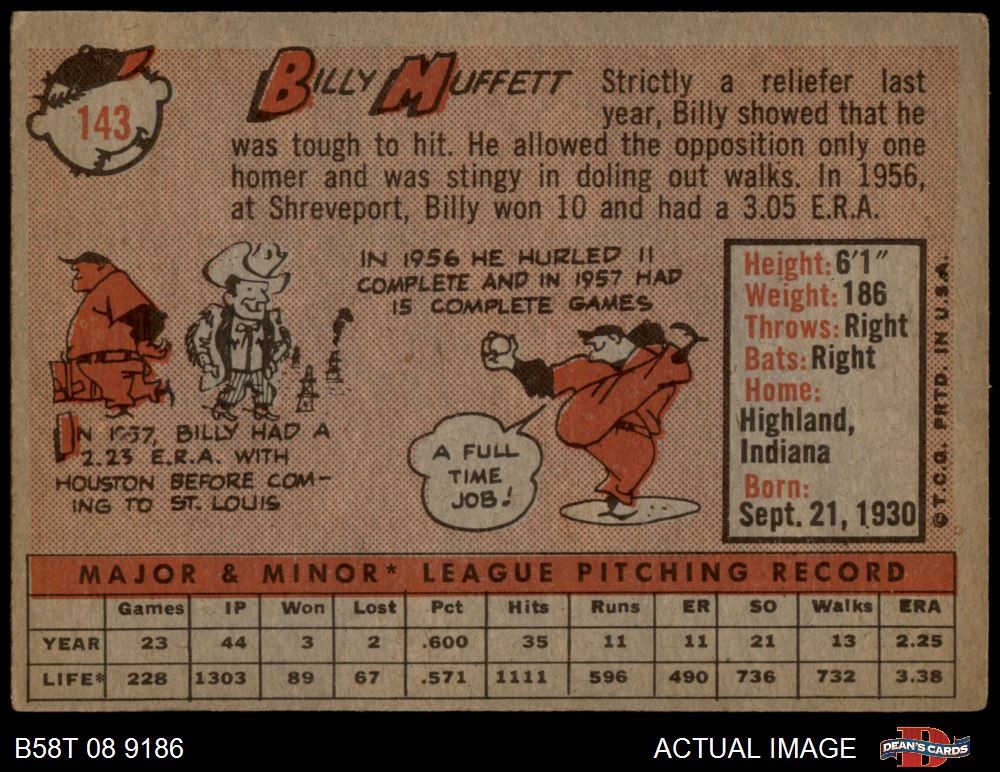 143
BILLY MUFFETT
Strictly a reliefer last
year, Billy showed that he
was tough to hit. He allowed the opposition only one
homer and was stingy in doling out walks. In 1956,
at Shreveport, Billy won 10 and had a 3.05 E.R.A.
IN 1956 HE HURLED 11
COMPLETE AND IN 1957 HAD
15 COMPLETE GAMES
IN 1957, BILLY HAD A
2.23 E.R.A. WITH
HOUSTON BEFORE COM-
ING TO ST. LOUIS
A FULL
TIME
JOB!
Height: 6'1"
Weight: 186
Throws: Right
Bats: Right
Home:
Highland,
Indiana
Born:
Sept. 21, 1930
© T.C.G. PRTD. IN U.S.A.
MAJOR & MINOR* LEAGUE PITCHING RECORD
Games IP Won Lost Pct Hits Runs ER SO Walks ERA
YEAR 23 44 3 2 .600 35 11 11 21 13 2.25
LIFE* 228 1303 89 67 .571 1111 596 490 736 732 3.38
B58T 08 9186
ACTUAL IMAGE
DEAN'S CARDS